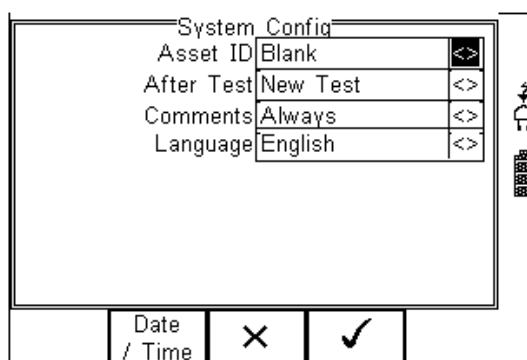 System Config
Asset ID Blank <>
After Test New Test <>
Comments Always <>
Language English <>
Date
/ Time